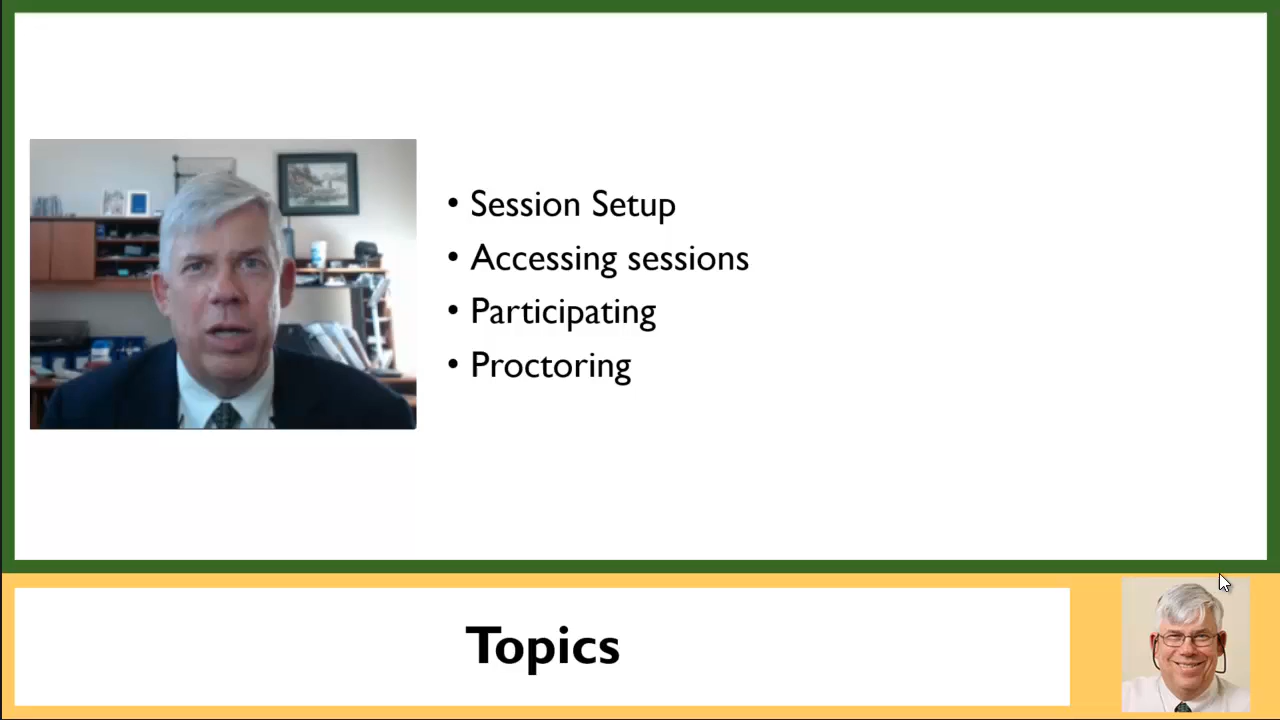 • Session Setup
• Accessing sessions
• Participating
• Proctoring
Topics